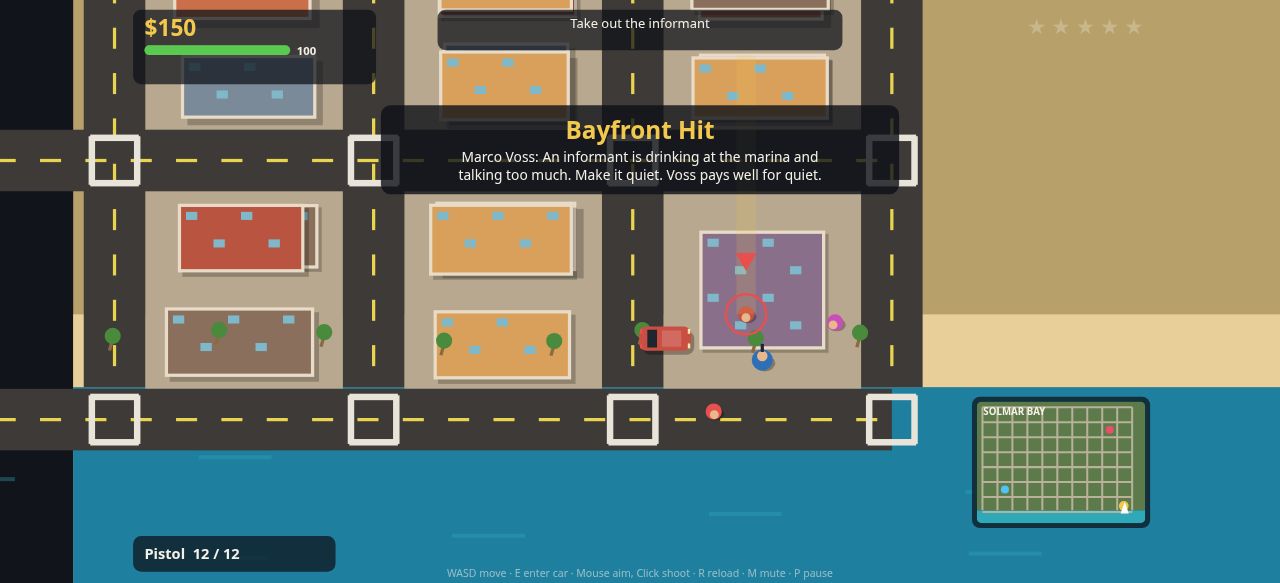 $150
100
Take out the informant
Bayfront Hit
Marco Voss: An informant is drinking at the marina and
talking too much. Make it quiet. Voss pays well for quiet.
SOLMAR BAY
Pistol 12 / 12
WASD move · E enter car · Mouse aim, Click shoot · R reload · M mute · P pause